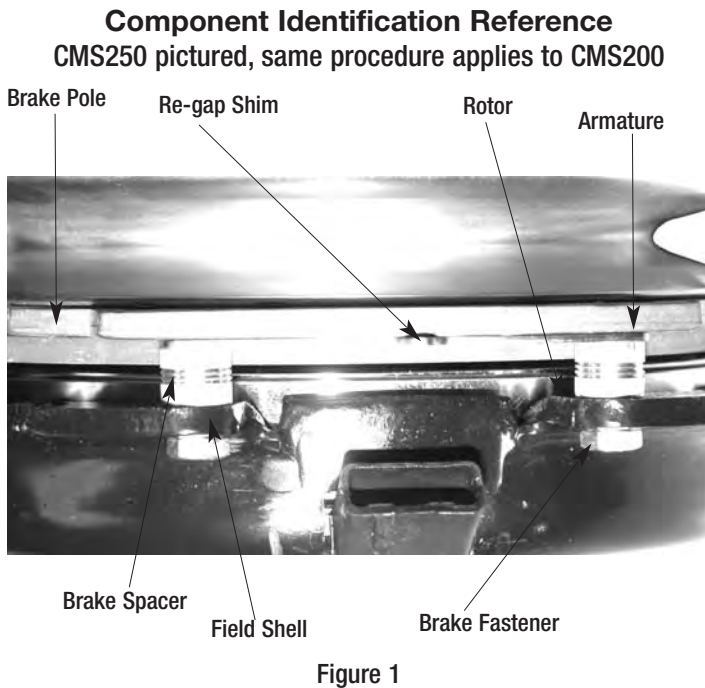 Component Identification Reference
CMS250 pictured, same procedure applies to CMS200
Brake Pole
Re-gap Shim
Rotor
Armature
Brake Spacer
Field Shell
Brake Fastener
Figure 1